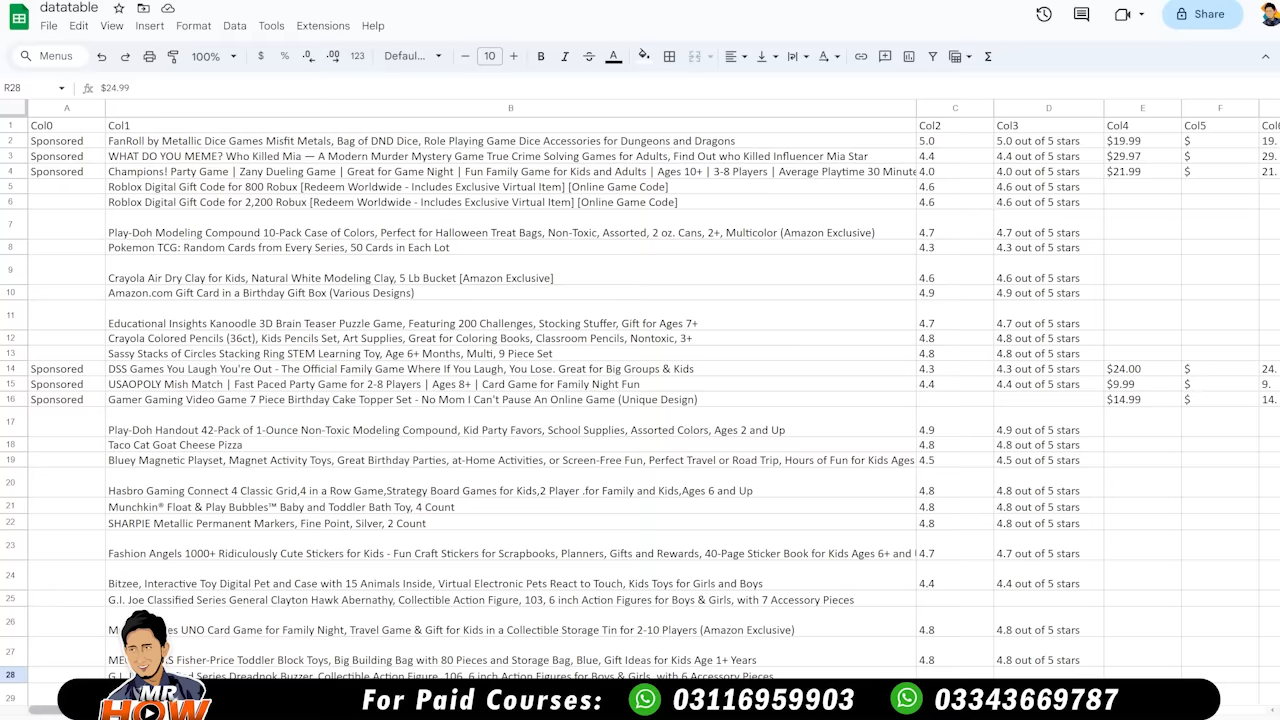 datatable
File Edit View Insert Format Data Tools Extensions Help
Share
Menus 100% $ % .0 .00 123 Defaul... 10 B I S A
R28 fx $24.99
A B C D E F
1 Col0 Col1 Col2 Col3 Col4 Col5
2 Sponsored FanRoll by Metallic Dice Games Misfit Metals, Bag of DND Dice, Role Playing Game Dice Accessories for Dungeons and Dragons 5.0 5.0 out of 5 stars $19.99 $ 19.
3 Sponsored WHAT DO YOU MEME? Who Killed Mia — A Modern Murder Mystery Game True Crime Solving Games for Adults, Find Out who Killed Influencer Mia Star 4.4 4.4 out of 5 stars $29.97 $ 29.
4 Sponsored Champions! Party Game | Zany Dueling Game | Great for Game Night | Fun Family Game for Kids and Adults | Ages 10+ | 3-8 Players | Average Playtime 30 Minute 4.0 4.0 out of 5 stars $21.99 $ 21.
5 Roblox Digital Gift Code for 800 Robux [Redeem Worldwide - Includes Exclusive Virtual Item] [Online Game Code] 4.6 4.6 out of 5 stars
6 Roblox Digital Gift Code for 2,200 Robux [Redeem Worldwide - Includes Exclusive Virtual Item] [Online Game Code] 4.6 4.6 out of 5 stars
7 Play-Doh Modeling Compound 10-Pack Case of Colors, Perfect for Halloween Treat Bags, Non-Toxic, Assorted, 2 oz. Cans, 2+, Multicolor (Amazon Exclusive) 4.7 4.7 out of 5 stars
8 Pokemon TCG: Random Cards from Every Series, 50 Cards in Each Lot 4.3 4.3 out of 5 stars
9 Crayola Air Dry Clay for Kids, Natural White Modeling Clay, 5 Lb Bucket [Amazon Exclusive] 4.6 4.6 out of 5 stars
10 Amazon.com Gift Card in a Birthday Gift Box (Various Designs) 4.9 4.9 out of 5 stars
11 Educational Insights Kanoodle 3D Brain Teaser Puzzle Game, Featuring 200 Challenges, Stocking Stuffer, Gift for Ages 7+ 4.7 4.7 out of 5 stars
12 Crayola Colored Pencils (36ct), Kids Pencils Set, Art Supplies, Great for Coloring Books, Classroom Pencils, Nontoxic, 3+ 4.8 4.8 out of 5 stars
13 Sassy Stacks of Circles Stacking Ring STEM Learning Toy, Age 6+ Months, Multi, 9 Piece Set 4.8 4.8 out of 5 stars
14 Sponsored DSS Games You Laugh You're Out - The Official Family Game Where If You Laugh, You Lose. Great for Big Groups & Kids 4.3 4.3 out of 5 stars $24.00 $ 24.
15 Sponsored USAOPOLY Mish Match | Fast Paced Party Game for 2-8 Players | Ages 8+ | Card Game for Family Night Fun 4.4 4.4 out of 5 stars $9.99 $ 9.
16 Sponsored Gamer Gaming Video Game 7 Piece Birthday Cake Topper Set - No Mom I Can't Pause An Online Game (Unique Design) $14.99 $ 14.
17 Play-Doh Handout 42-Pack of 1-Ounce Non-Toxic Modeling Compound, Kid Party Favors, School Supplies, Assorted Colors, Ages 2 and Up 4.9 4.9 out of 5 stars
18 Taco Cat Goat Cheese Pizza 4.8 4.8 out of 5 stars
19 Bluey Magnetic Playset, Magnet Activity Toys, Great Birthday Parties, at-Home Activities, or Screen-Free Fun, Perfect Travel or Road Trip, Hours of Fun for Kids Ages 4.5 4.5 out of 5 stars
20 Hasbro Gaming Connect 4 Classic Grid,4 in a Row Game,Strategy Board Games for Kids,2 Player .for Family and Kids,Ages 6 and Up 4.8 4.8 out of 5 stars
21 Munchkin® Float & Play Bubbles™ Baby and Toddler Bath Toy, 4 Count 4.8 4.8 out of 5 stars
22 SHARPIE Metallic Permanent Markers, Fine Point, Silver, 2 Count 4.8 4.8 out of 5 stars
23 Fashion Angels 1000+ Ridiculously Cute Stickers for Kids - Fun Craft Stickers for Scrapbooks, Planners, Gifts and Rewards, 40-Page Sticker Book for Kids Ages 6+ and 4.7 4.7 out of 5 stars
24 Bitzee, Interactive Toy Digital Pet and Case with 15 Animals Inside, Virtual Electronic Pets React to Touch, Kids Toys for Girls and Boys 4.4 4.4 out of 5 stars
25 G.I. Joe Classified Series General Clayton Hawk Abernathy, Collectible Action Figure, 103, 6 inch Action Figures for Boys & Girls, with 7 Accessory Pieces
26 UNO Card Game for Family Night, Travel Game & Gift for Kids in a Collectible Storage Tin for 2-10 Players (Amazon Exclusive) 4.8 4.8 out of 5 stars
27 Fisher-Price Toddler Block Toys, Big Building Bag with 80 Pieces and Storage Bag, Blue, Gift Ideas for Kids Age 1+ Years 4.8 4.8 out of 5 stars
28 Series Dreadnok Buzzer, Collectible Action Figure, 106, 6 inch Action Figures for Boys & Girls, with 6 Accessory Pieces
29
MR HOW
For Paid Courses: 03116959903 03343669787